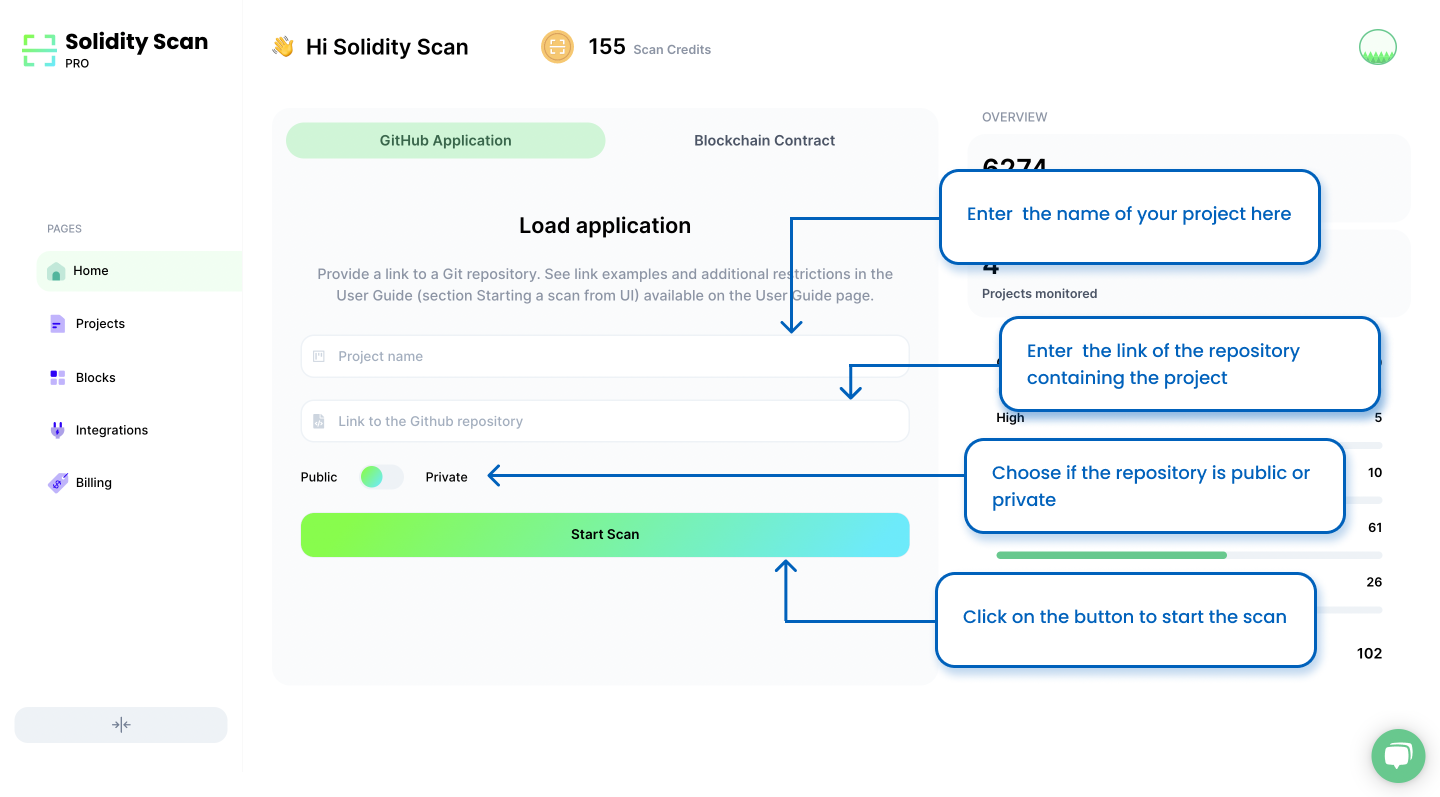 Solidity Scan
PRO
Hi Solidity Scan
155 Scan Credits
PAGES
Home
Projects
Blocks
Integrations
Billing
GitHub Application
Blockchain Contract
Load application
Provide a link to a Git repository. See link examples and additional restrictions in the
User Guide (section Starting a scan from UI) available on the User Guide page.
Project name
Link to the Github repository
Public
Private
Start Scan
OVERVIEW
6274
Enter the name of your project here
4
Projects monitored
Enter the link of the repository
containing the project
High 5
10
Choose if the repository is public or
private
61
26
Click on the button to start the scan
102